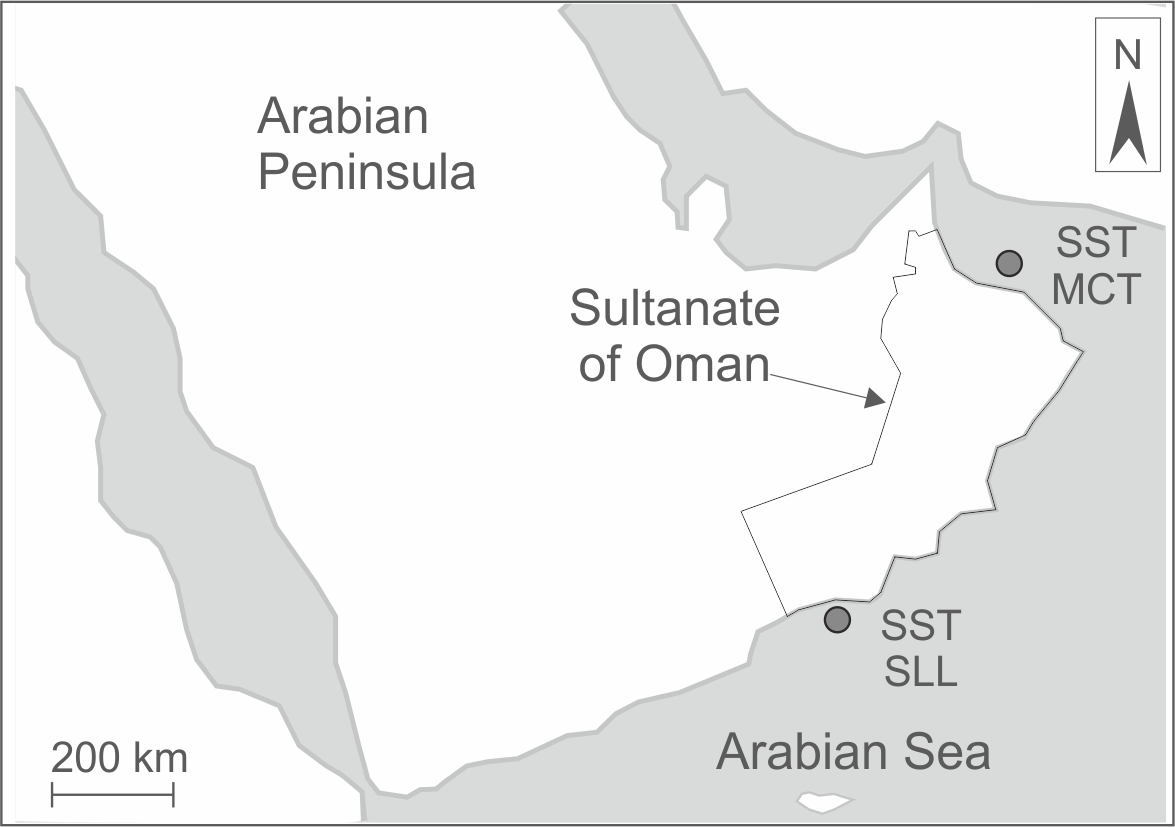 Arabian
Peninsula
N
SST
MCT
Sultanate
of Oman
SST
SLL
200 km
Arabian Sea